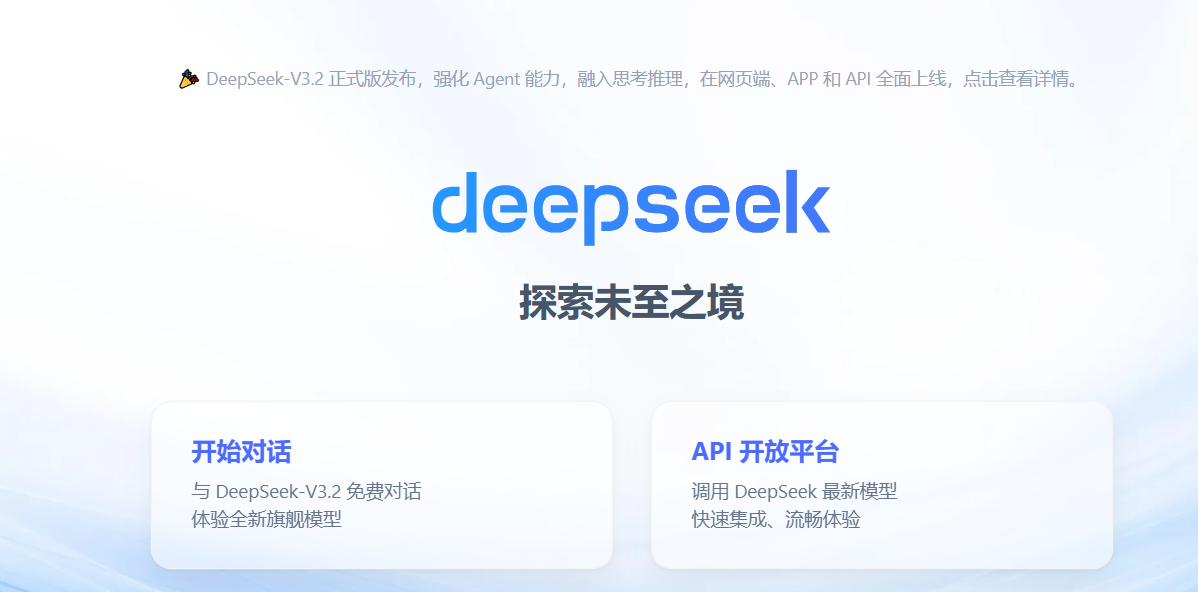 🎉 DeepSeek-V3.2 正式版发布，强化 Agent 能力，融入思考推理，在网页端、APP 和 API 全面上线，点击查看详情。
deepseek
探索未至之境
开始对话
与 DeepSeek-V3.2 免费对话
体验全新旗舰模型
API 开放平台
调用 DeepSeek 最新模型
快速集成、流畅体验